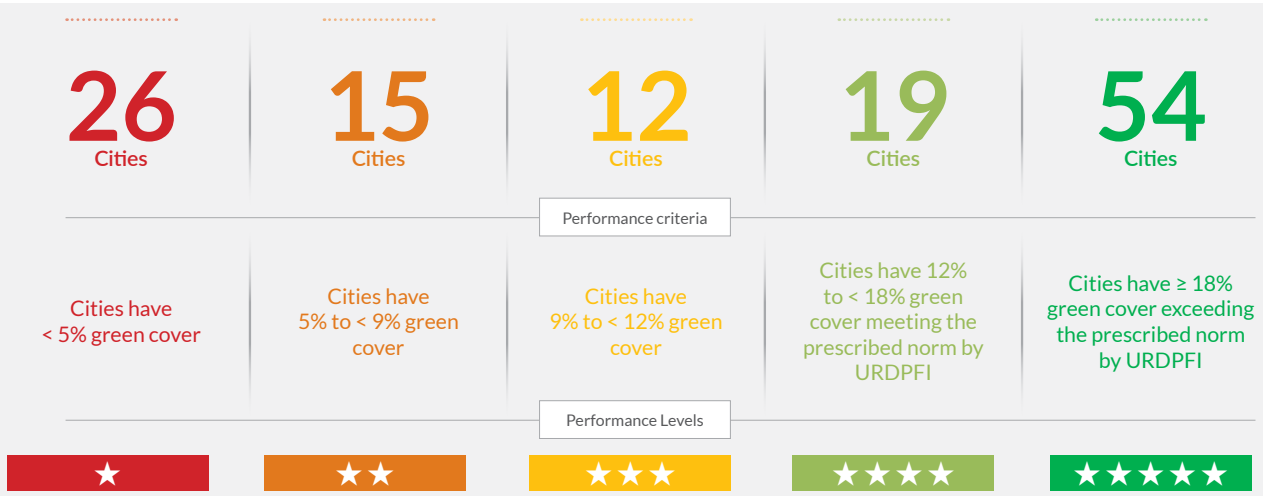 26
Cities
15
Cities
12
Cities
19
Cities
54
Cities
Performance criteria
Cities have
< 5% green cover
Cities have
5% to < 9% green
cover
Cities have
9% to < 12% green
cover
Cities have 12%
to < 18% green
cover meeting the
prescribed norm by
URDPFI
Cities have ≥ 18%
green cover exceeding
the prescribed norm
by URDPFI
Performance Levels